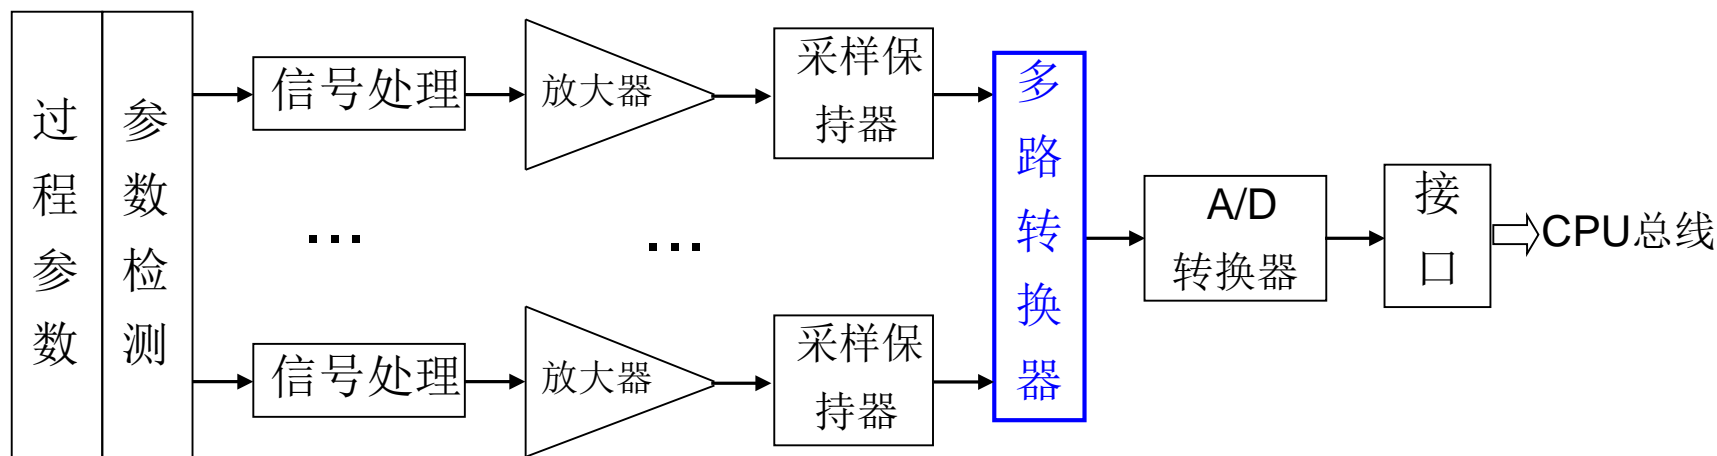 过程参数
参数检测
信号处理
放大器
采样保
持器
…
…
信号处理
放大器
采样保
持器
多路转换器
A/D
转换器
接口
CPU总线